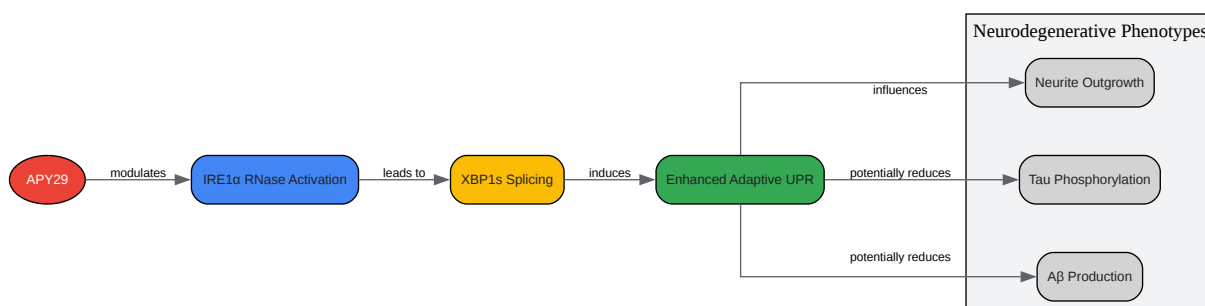 Neurodegenerative Phenotypes
Neurite Outgrowth
influences
APY29
modulates
IRE1α RNase Activation
leads to
XBP1s Splicing
induces
Enhanced Adaptive UPR
potentially reduces
Tau Phosphorylation
potentially reduces
Aβ Production